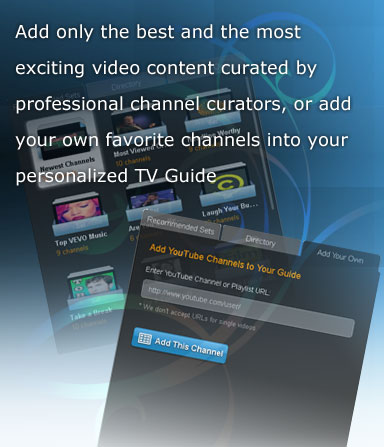 Add only the best and the most
exciting video content curated by
professional channel curators, or add
your own favorite channels into your
personalized TV Guide
Directory
Newest Channels
Most Viewed
10 channels
Worthy
Top VEVO Music
9 channels
Laugh Your Bu...
Take a Break
10 channels
Recommended Sets
Directory
Add Your Own
Add YouTube Channels to Your Guide
Enter YouTube Channel or Playlist URL:
http://www.youtube.com/user/
* We don't accept URLs for single videos.
Add This Channel